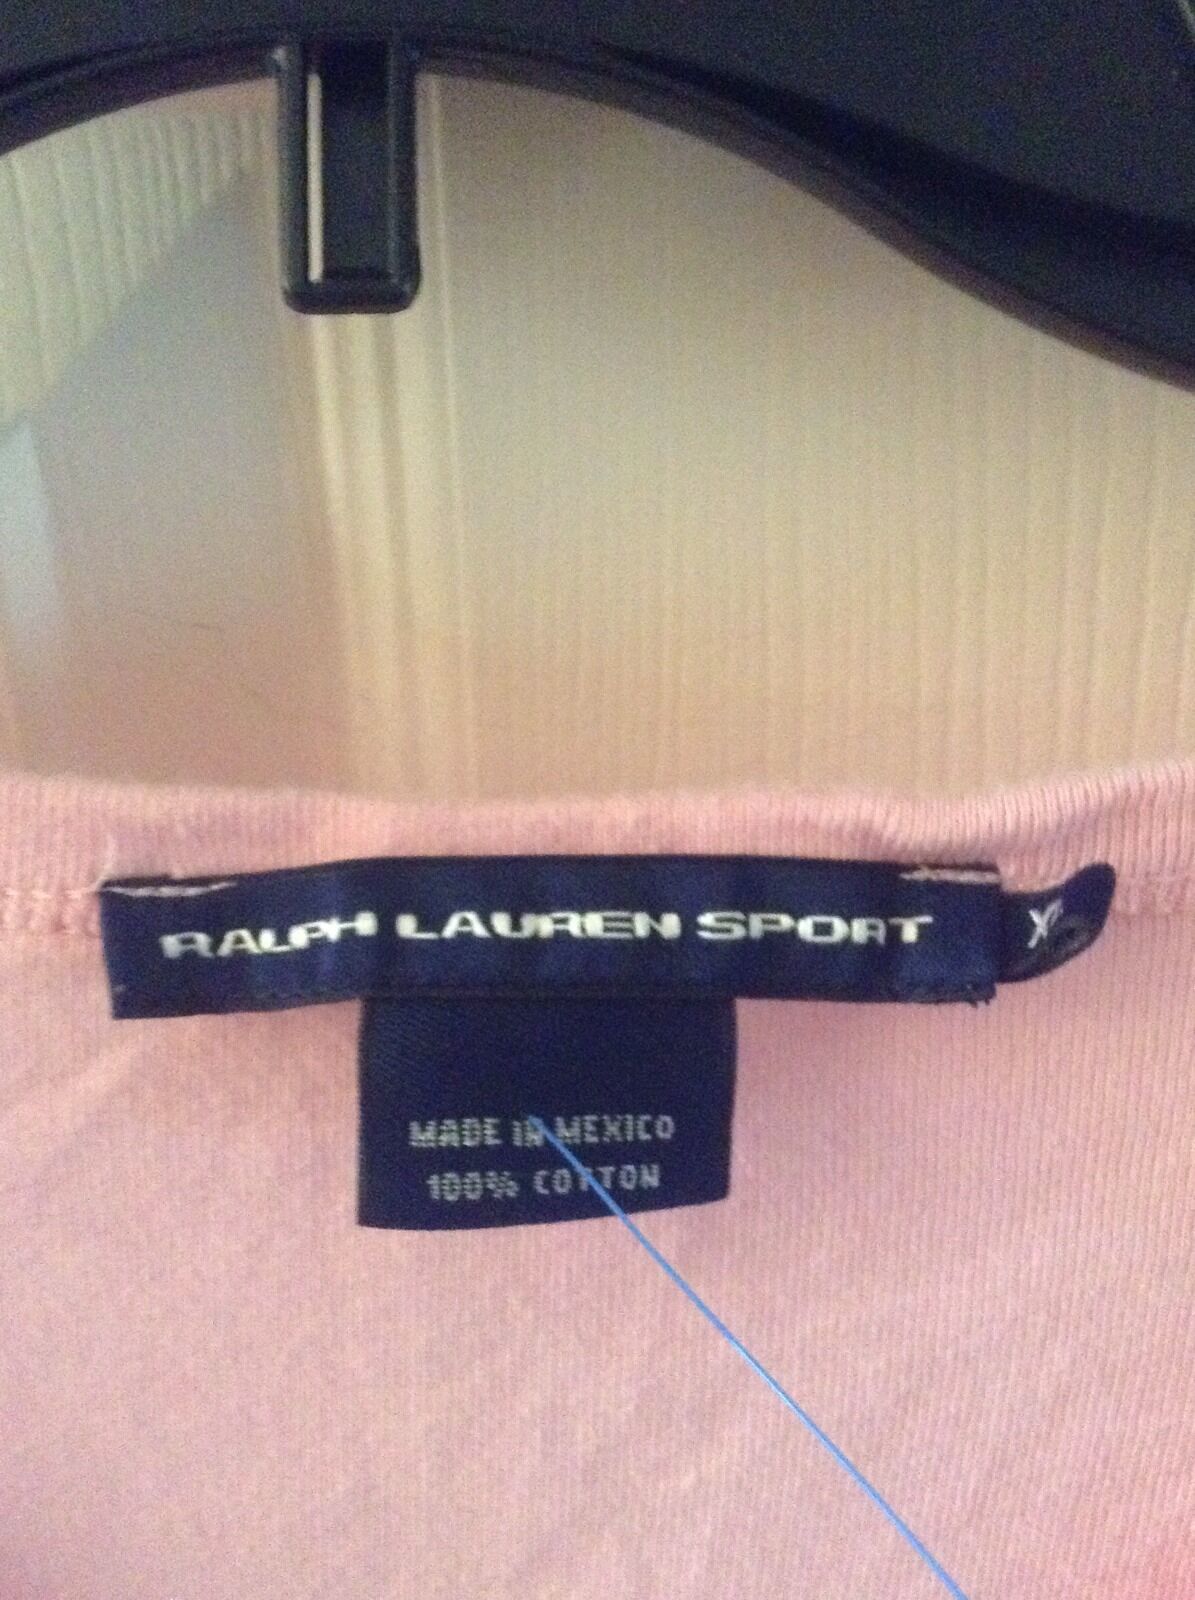 RALPH LAUREN SPORT
MADE IN MEXICO
100% COTTON